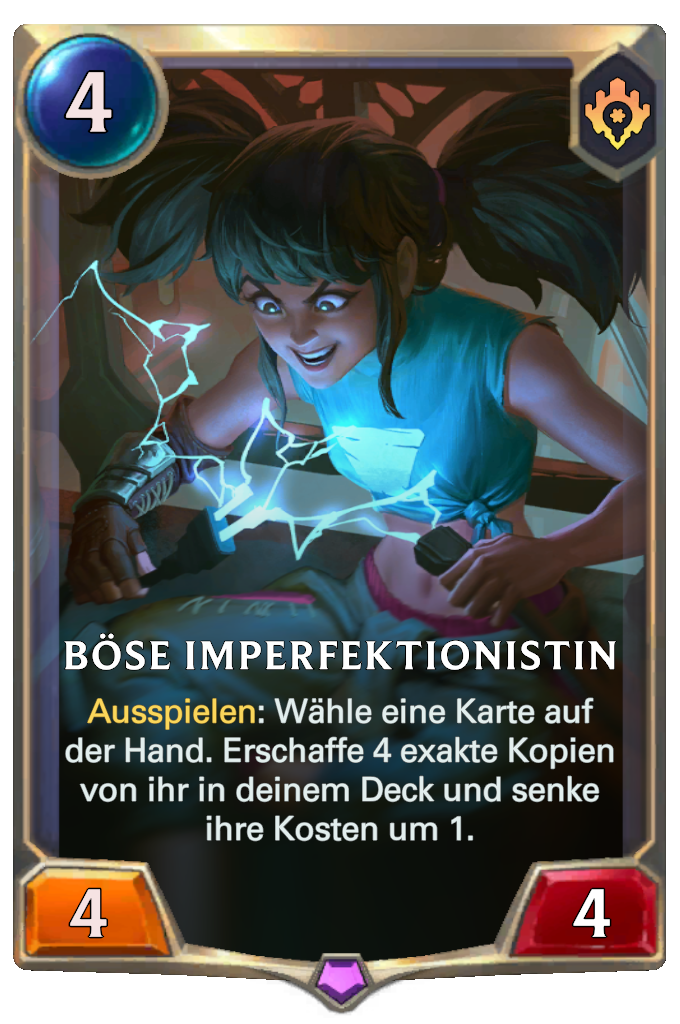 4
BÖSE IMPERFEKTIONISTIN
Ausspielen: Wähle eine Karte auf
der Hand. Erschaffe 4 exakte Kopien
von ihr in deinem Deck und senke
ihre Kosten um 1.
4 4